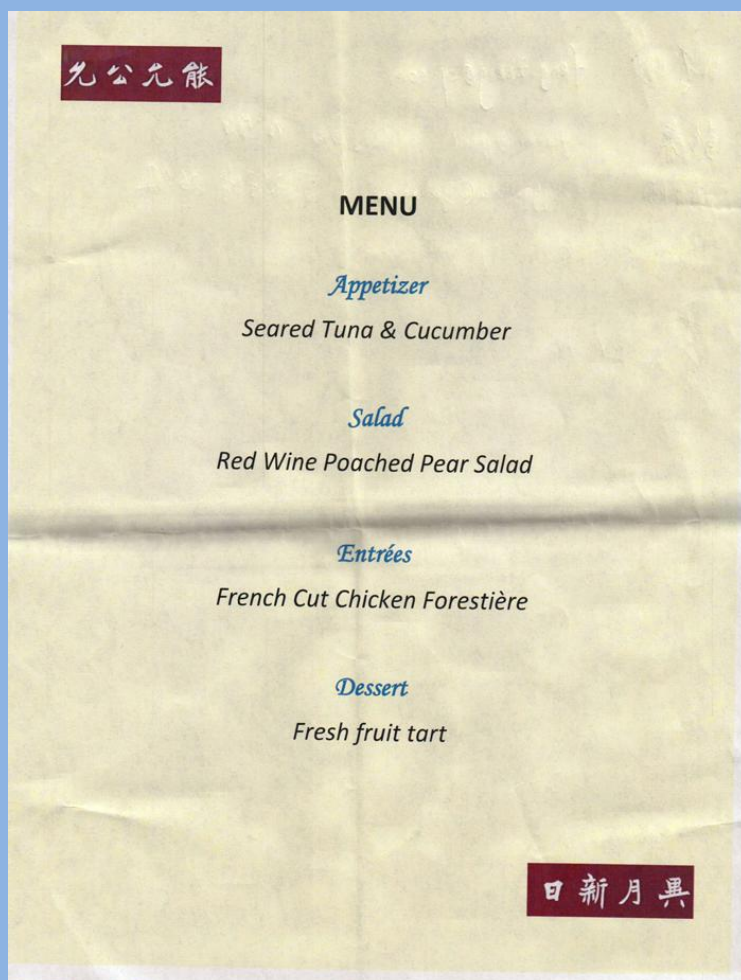 允公允能
MENU
Appetizer
Seared Tuna & Cucumber
Salad
Red Wine Poached Pear Salad
Entrées
French Cut Chicken Forestière
Dessert
Fresh fruit tart
日新月異